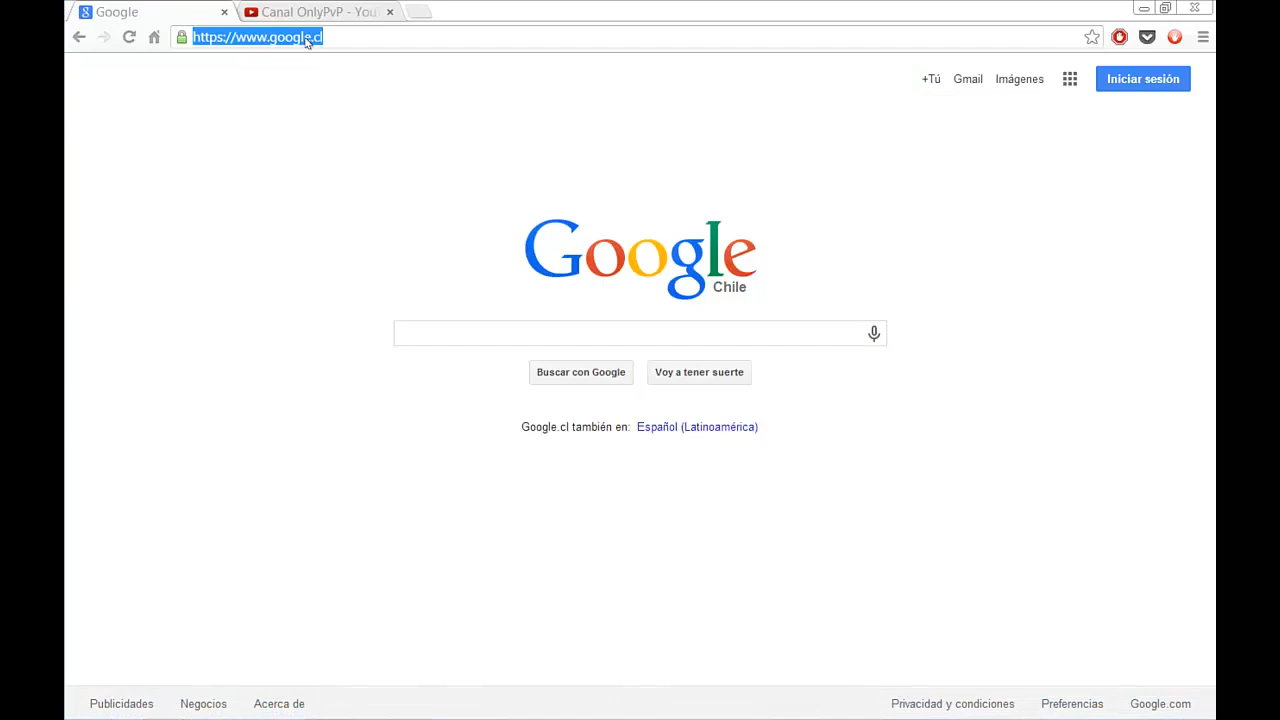 Google
Canal OnlyPvP - You
https://www.google.cl
+Tú Gmail Imágenes Iniciar sesión
Google
Chile
Buscar con Google Voy a tener suerte
Google.cl también en: Español (Latinoamérica)
Publicidades Negocios Acerca de Privacidad y condiciones Preferencias Google.com